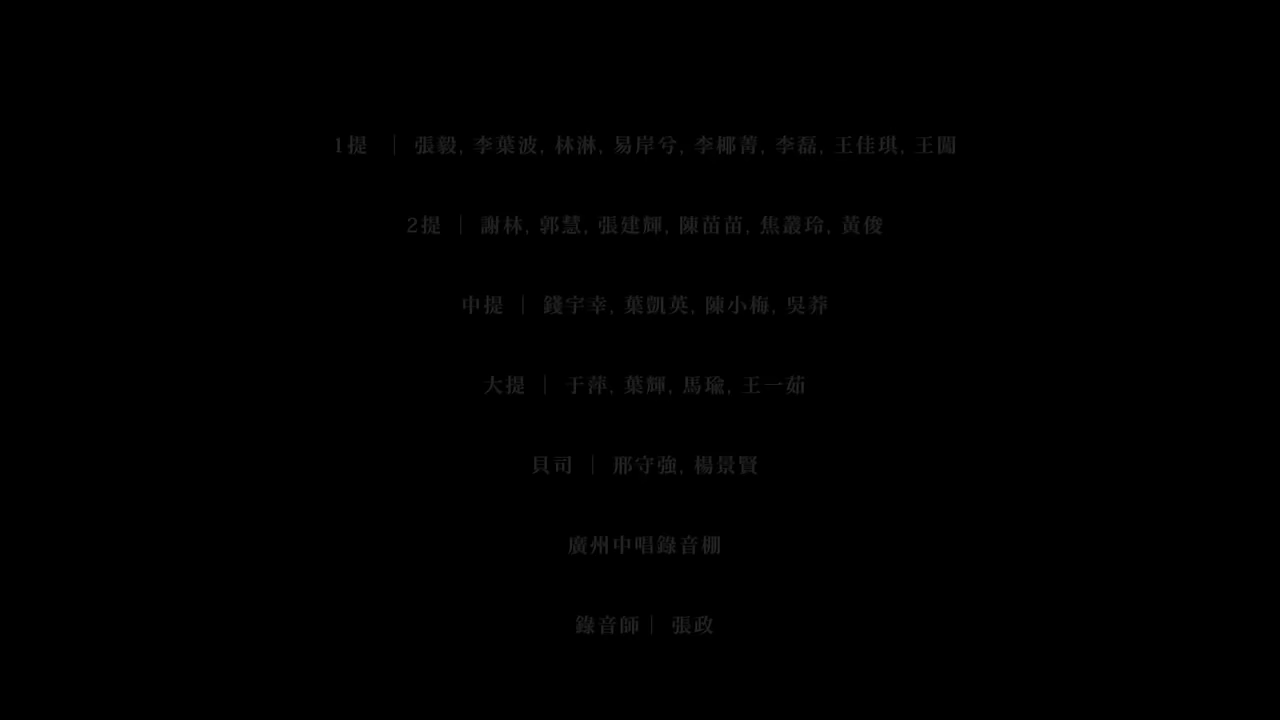 1提 | 張毅, 李葉波, 林淋, 易岸兮, 李椰菁, 李磊, 王佳琪, 王闖
2提 | 謝林, 郭慧, 張建輝, 陳苗苗, 焦叢玲, 黃俊
中提 | 錢宇幸, 葉凱英, 陳小梅, 吳莽
大提 | 于萍, 葉輝, 馬瑜, 王一茹
貝司 | 邢守強, 楊景賢
廣州中唱錄音棚
錄音師 | 張政